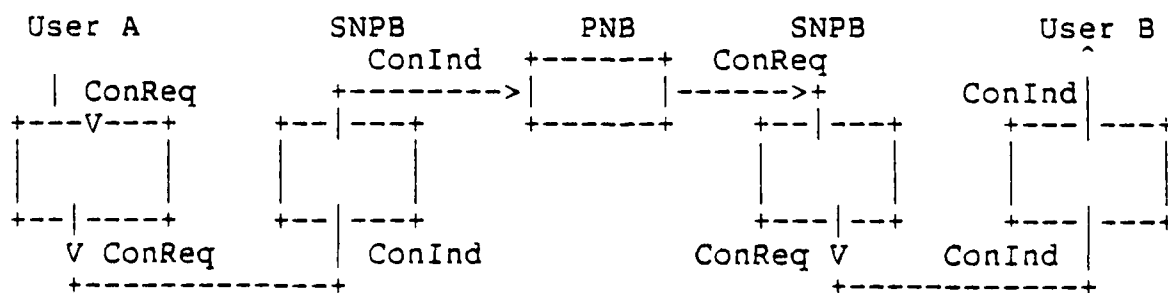 User A SNPB PNB SNPB User B
ConInd +-------+ ConReq ^
| ConReq +--------->| |------->+ ConInd|
+----V----+ +---|----+ +-------+ +---|----+ +----|----+
| | | | | | | |
+---|-----+ +---|----+ +----|---+ +----|----+
V ConReq | ConInd ConReq V ConInd |
+----------------+ +---------------+